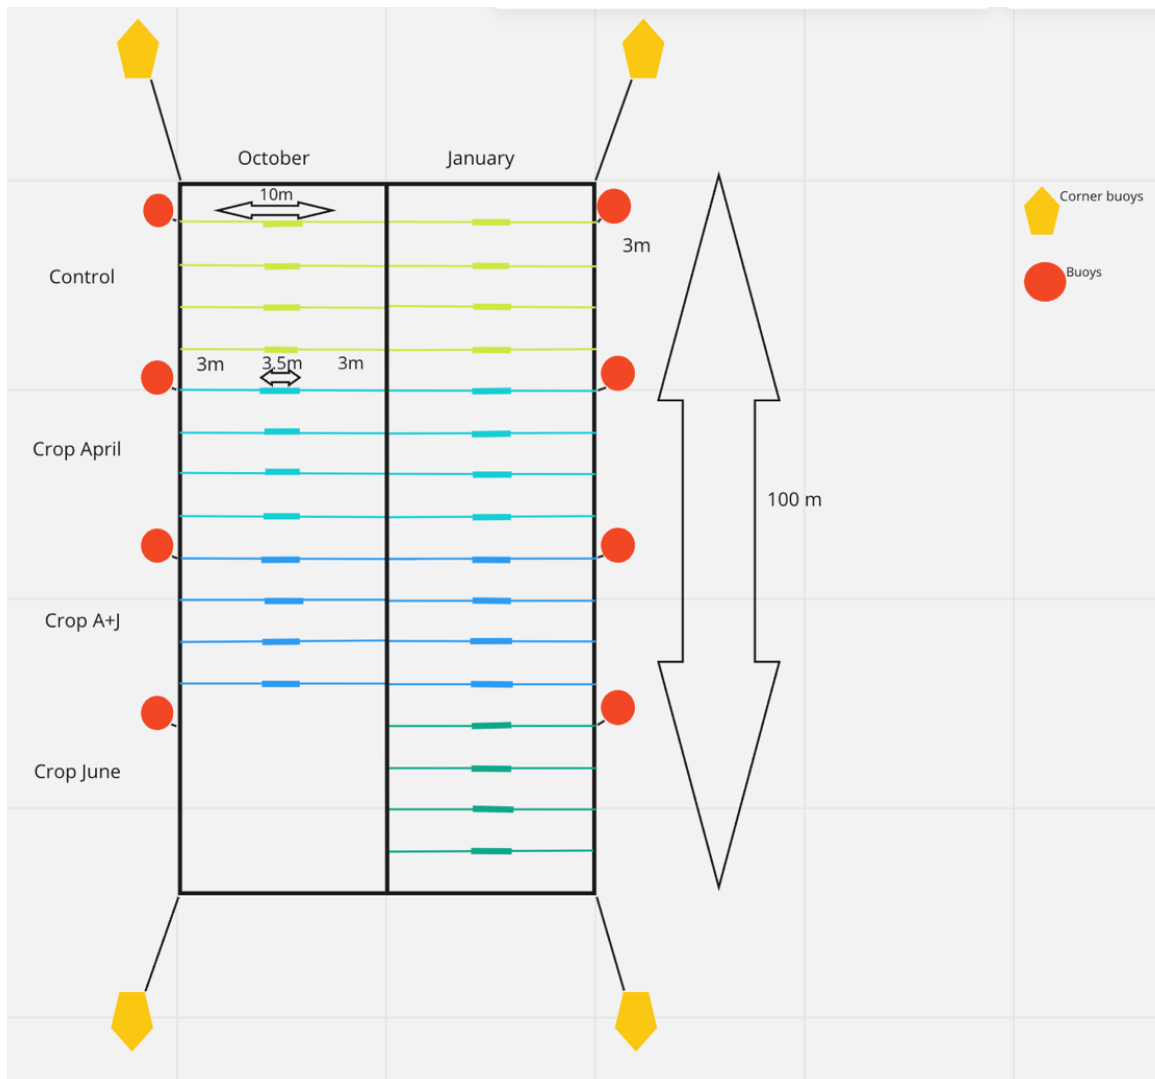 October
January
10m
Corner buoys
3m
Buoys
Control
3m
3.5m
3m
Crop April
100 m
Crop A+J
Crop June